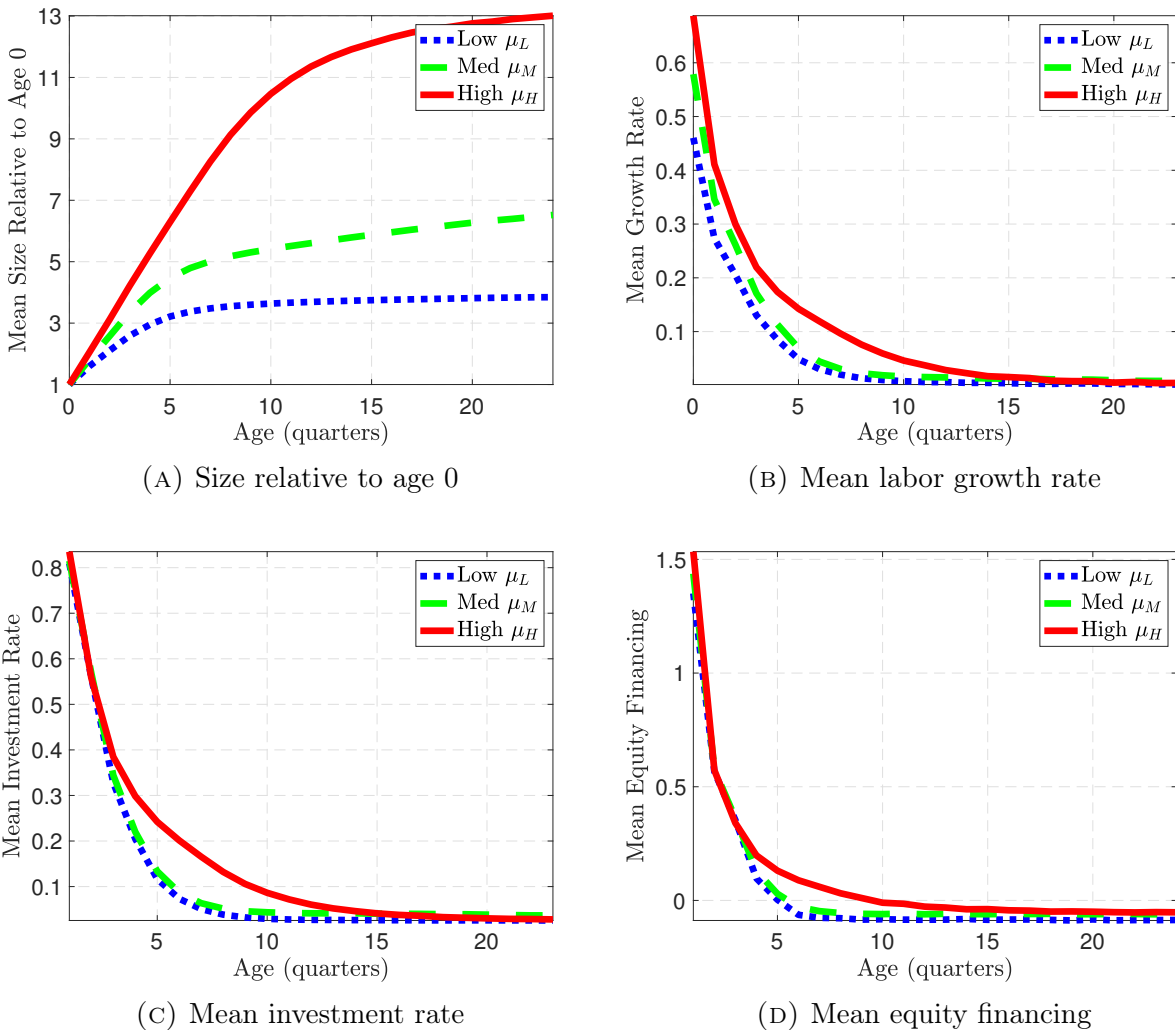 Mean Size Relative to Age 0
13
11
9
7
5
3
1
0 5 10 15 20
Age (quarters)
Low μ_L
Med μ_M
High μ_H
(A) Size relative to age 0
Mean Growth Rate
0.6
0.5
0.4
0.3
0.2
0.1
0 5 10 15 20
Age (quarters)
Low μ_L
Med μ_M
High μ_H
(B) Mean labor growth rate
Mean Investment Rate
0.8
0.7
0.6
0.5
0.4
0.3
0.2
0.1
5 10 15 20
Age (quarters)
Low μ_L
Med μ_M
High μ_H
(C) Mean investment rate
Mean Equity Financing
1.5
1
0.5
0
5 10 15 20
Age (quarters)
Low μ_L
Med μ_M
High μ_H
(D) Mean equity financing